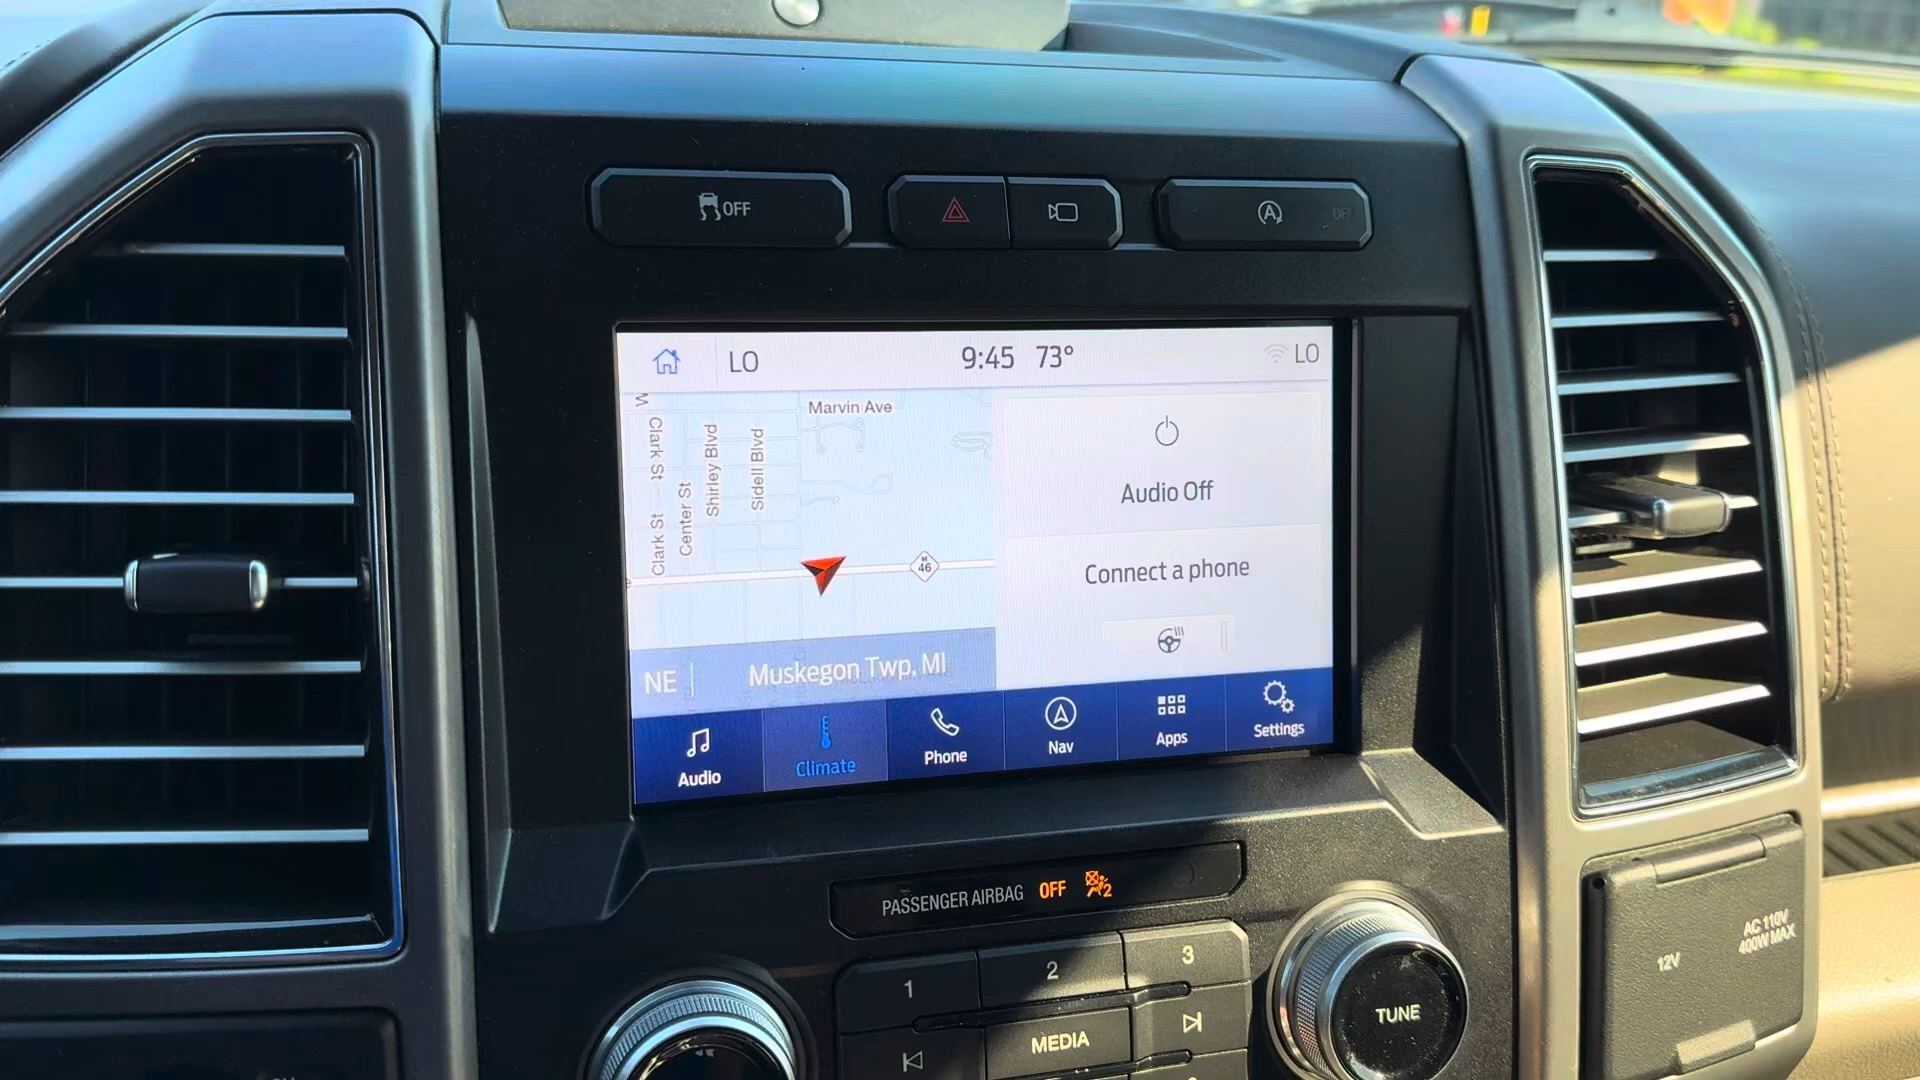 OFF
OFF
LO
9:45 73°
LO
Marvin Ave
W
Clark St
Shirley Blvd
Sidell Blvd
Center St
Clark St
M
46
Audio Off
Connect a phone
NE
Muskegon Twp, MI
Audio
Climate
Phone
Nav
Apps
Settings
PASSENGER AIRBAG OFF 2
1
2
3
MEDIA
TUNE
12V
AC 110V
400W MAX